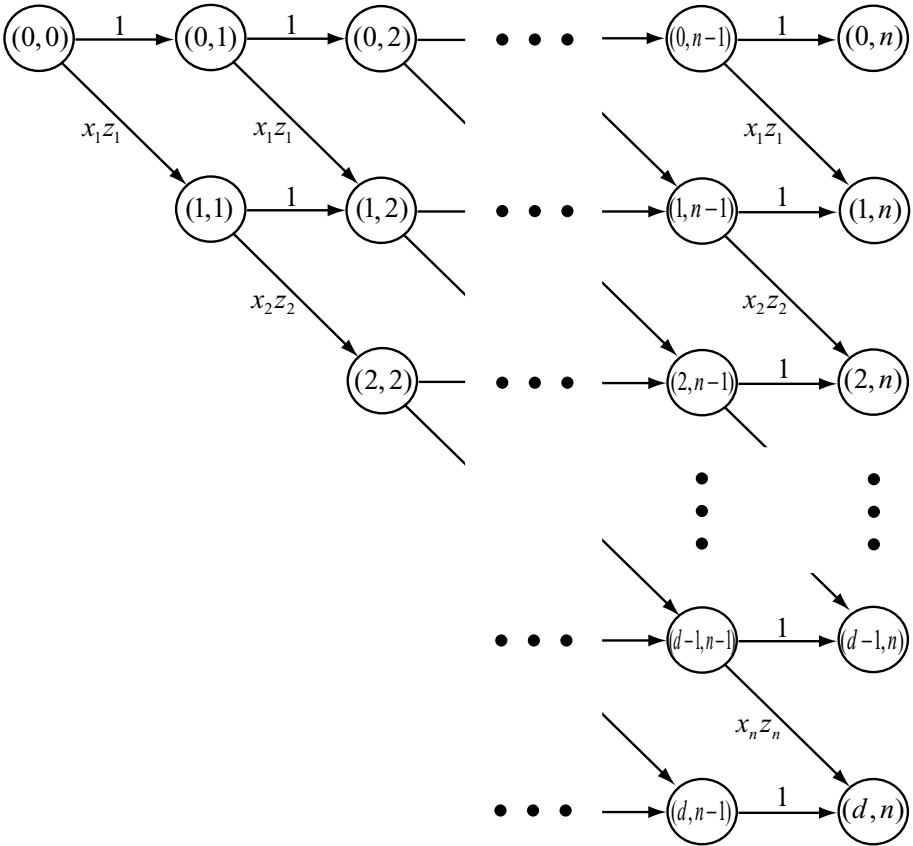 1 1 1
(0,0) (0,1) (0,2) (0,n−1) (0,n)
x₁z₁ x₁z₁ x₁z₁
1 1
(1,1) (1,2) (1,n−1) (1,n)
x₂z₂ x₂z₂
1
(2,2) (2,n−1) (2,n)
1
(d−1,n−1) (d−1,n)
xₙzₙ
1
(d,n−1) (d,n)